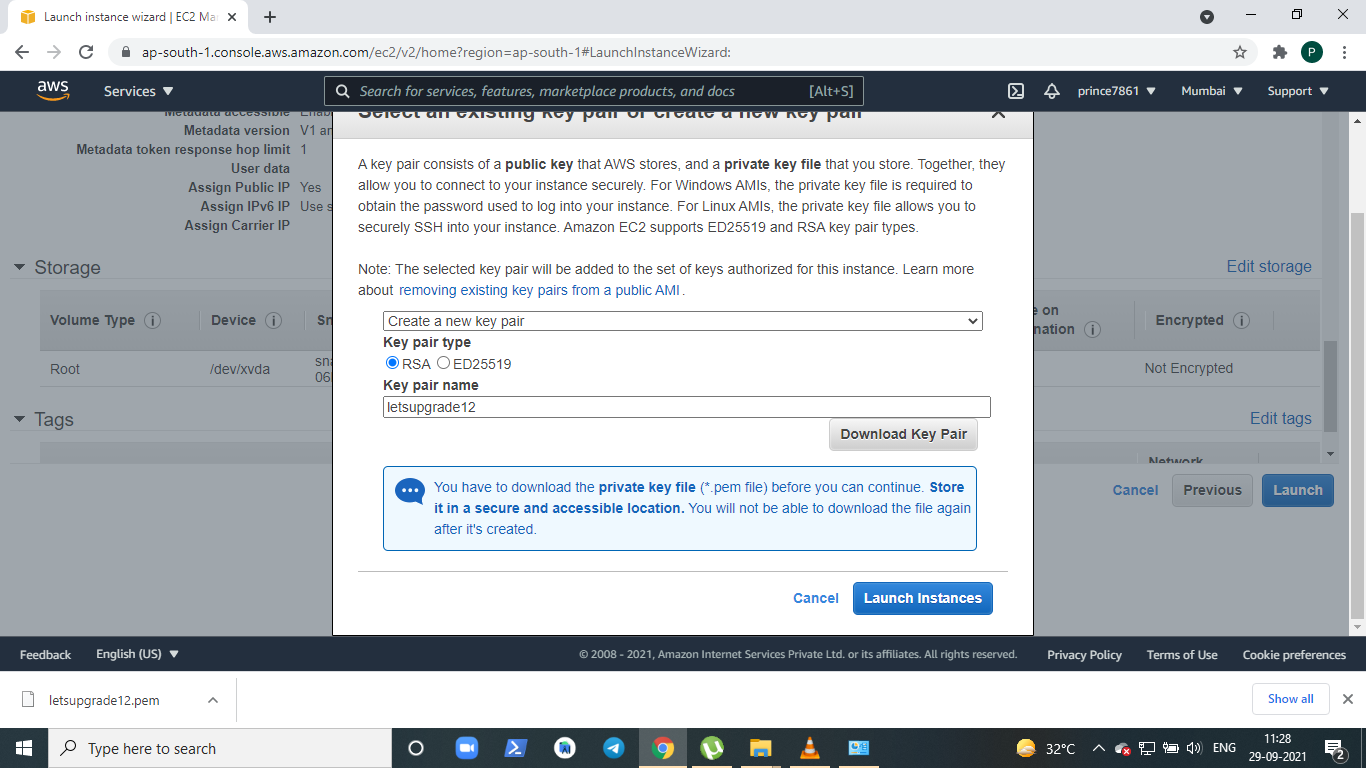 Launch instance wizard | EC2 Ma
ap-south-1.console.aws.amazon.com/ec2/v2/home?region=ap-south-1#LaunchInstanceWizard:
P
aws
Services
Search for services, features, marketplace products, and docs
[Alt+S]
prince7861
Mumbai
Support
Metadata accessible Enab
Metadata version V1 an
Metadata token response hop limit 1
User data
Assign Public IP Yes
Assign IPv6 IP Use s
Assign Carrier IP
Storage
Edit storage
Volume Type
Device
Sn
e on
nation
Encrypted
Root
/dev/xvda
sna
06
Not Encrypted
Tags
Edit tags
Network
Cancel
Previous
Launch
Select an existing key pair or create a new key pair
A key pair consists of a public key that AWS stores, and a private key file that you store. Together, they
allow you to connect to your instance securely. For Windows AMIs, the private key file is required to
obtain the password used to log into your instance. For Linux AMIs, the private key file allows you to
securely SSH into your instance. Amazon EC2 supports ED25519 and RSA key pair types.
Note: The selected key pair will be added to the set of keys authorized for this instance. Learn more
about removing existing key pairs from a public AMI .
Create a new key pair
Key pair type
RSA ED25519
Key pair name
letsupgrade12
Download Key Pair
You have to download the private key file (*.pem file) before you can continue. Store
it in a secure and accessible location. You will not be able to download the file again
after it's created.
Cancel
Launch Instances
Feedback
English (US)
© 2008 - 2021, Amazon Internet Services Private Ltd. or its affiliates. All rights reserved.
Privacy Policy
Terms of Use
Cookie preferences
letsupgrade12.pem
Show all
Type here to search
32°C
ENG
11:28
29-09-2021
2